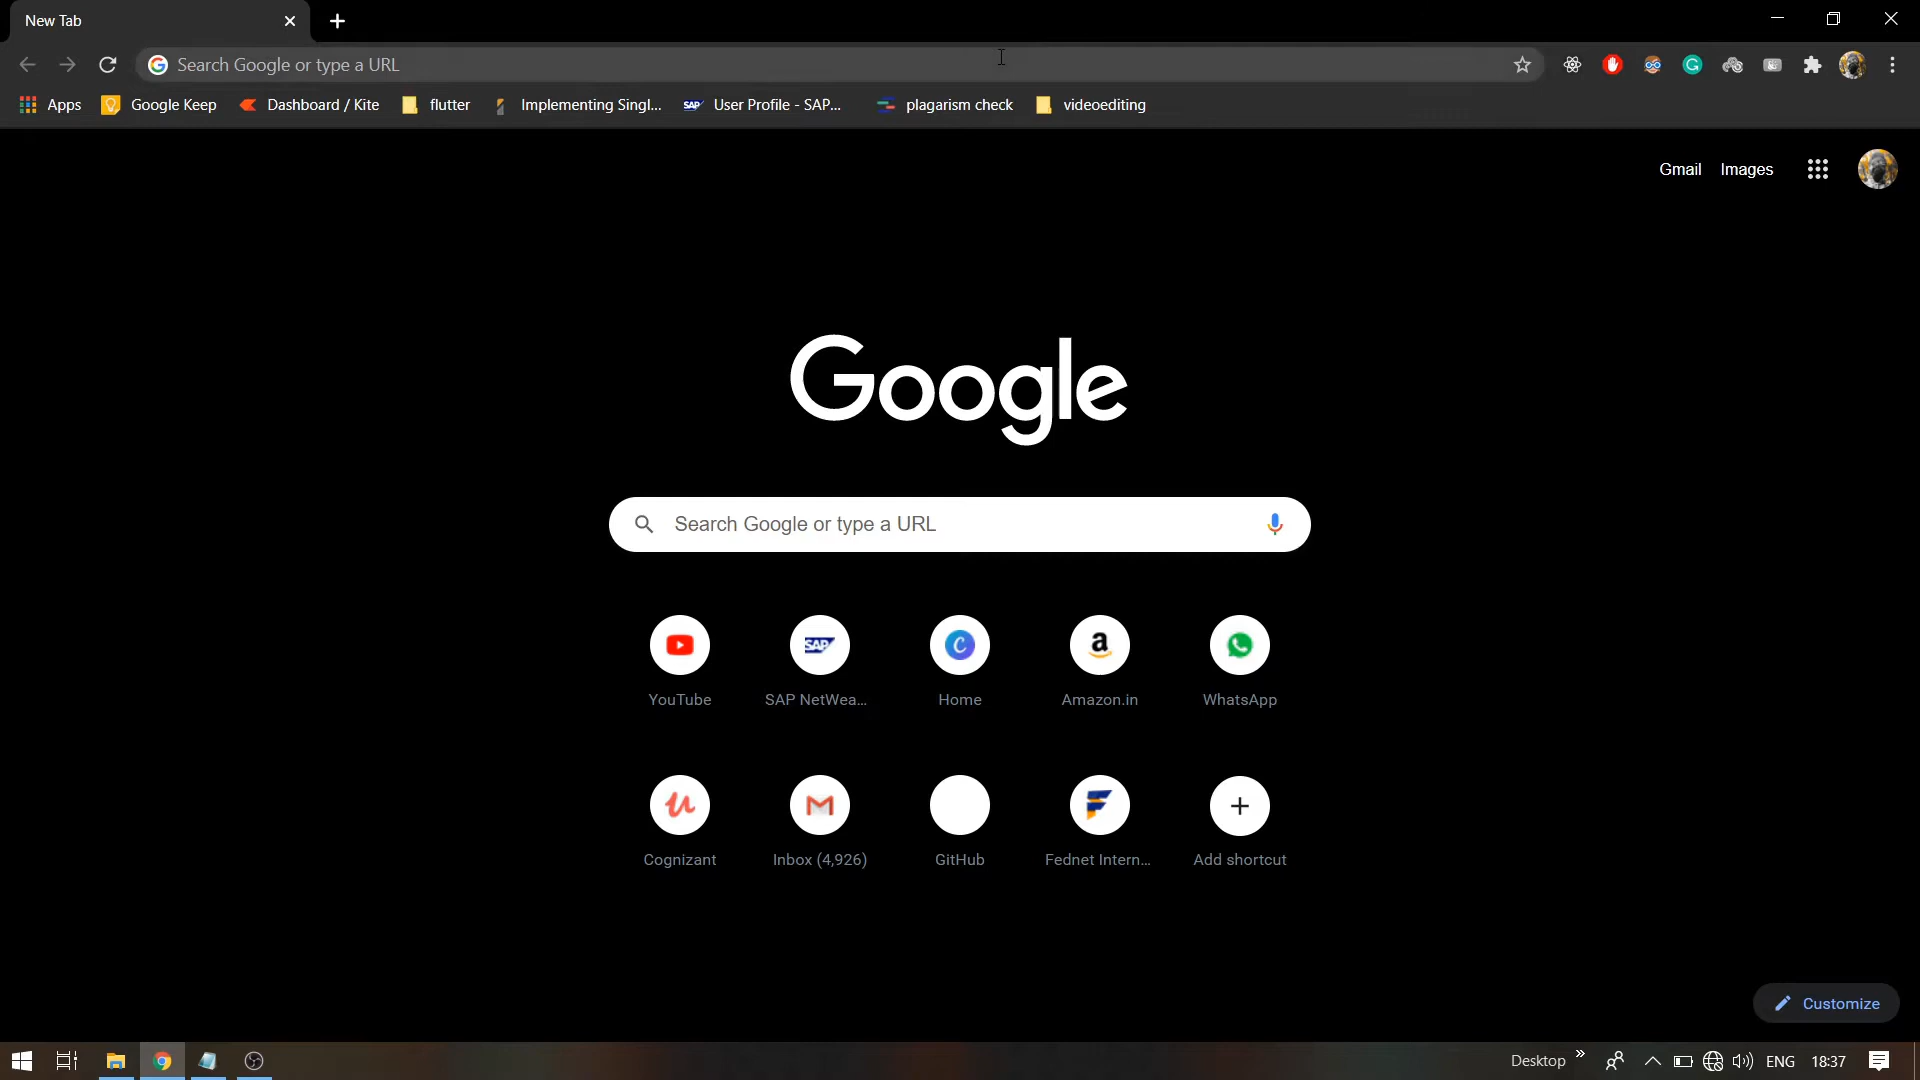 New Tab
Search Google or type a URL
Apps Google Keep Dashboard / Kite flutter Implementing Singl... SAP User Profile - SAP... plagarism check videoediting
Gmail Images
Google
Search Google or type a URL
SAP a
YouTube SAP NetWea... Home Amazon.in WhatsApp
Cognizant Inbox (4,926) GitHub Fednet Intern... Add shortcut
Customize
Desktop ENG 18:37